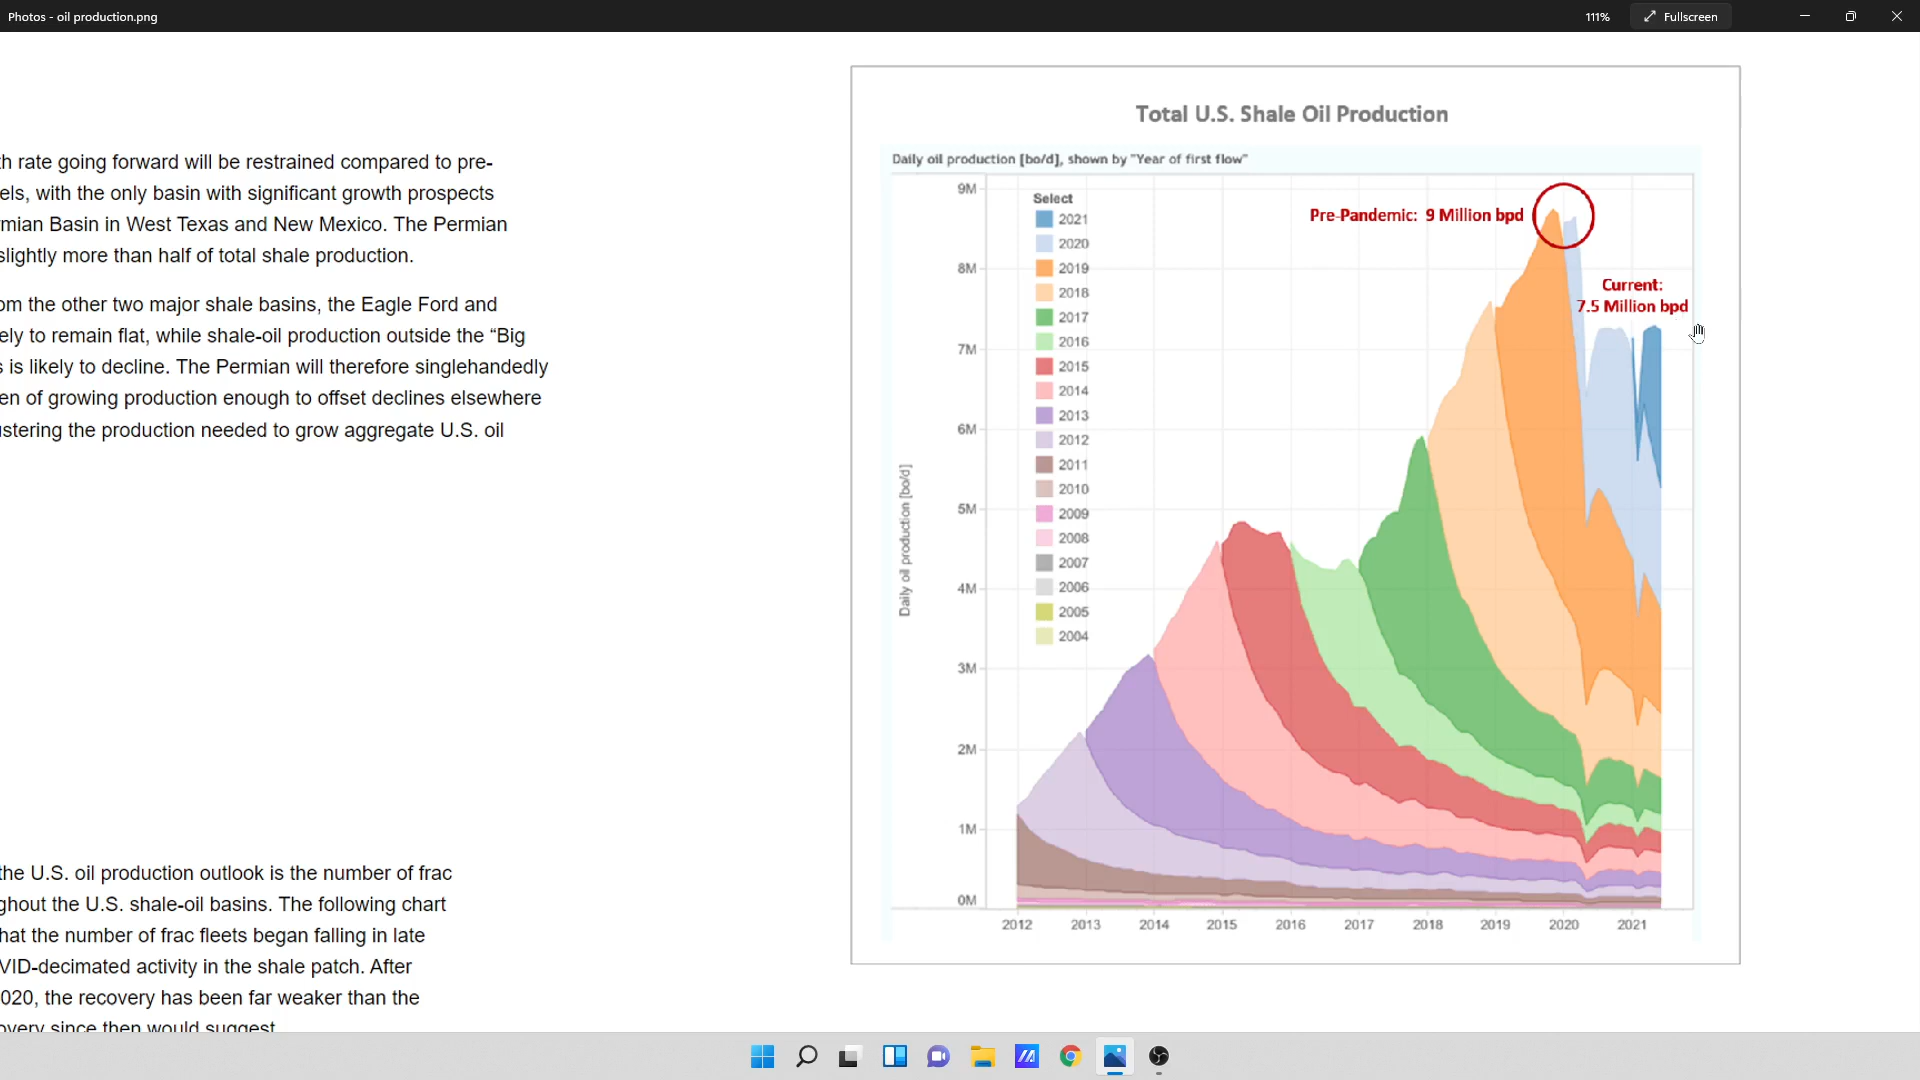 Photos - oil production.png
111%
Fullscreen
th rate going forward will be restrained compared to pre-
els, with the only basin with significant growth prospects
rmian Basin in West Texas and New Mexico. The Permian
slightly more than half of total shale production.
om the other two major shale basins, the Eagle Ford and
ely to remain flat, while shale-oil production outside the “Big
s is likely to decline. The Permian will therefore singlehandedly
en of growing production enough to offset declines elsewhere
ustering the production needed to grow aggregate U.S. oil
the U.S. oil production outlook is the number of frac
ghout the U.S. shale-oil basins. The following chart
hat the number of frac fleets began falling in late
VID-decimated activity in the shale patch. After
020, the recovery has been far weaker than the
overy since then would suggest.
Total U.S. Shale Oil Production
Daily oil production [bo/d], shown by "Year of first flow"
Daily oil production [bo/d]
9M
8M
7M
6M
5M
4M
3M
2M
1M
0M
Select
2021
2020
2019
2018
2017
2016
2015
2014
2013
2012
2011
2010
2009
2008
2007
2006
2005
2004
Pre-Pandemic: 9 Million bpd
Current:
7.5 Million bpd
2012
2013
2014
2015
2016
2017
2018
2019
2020
2021